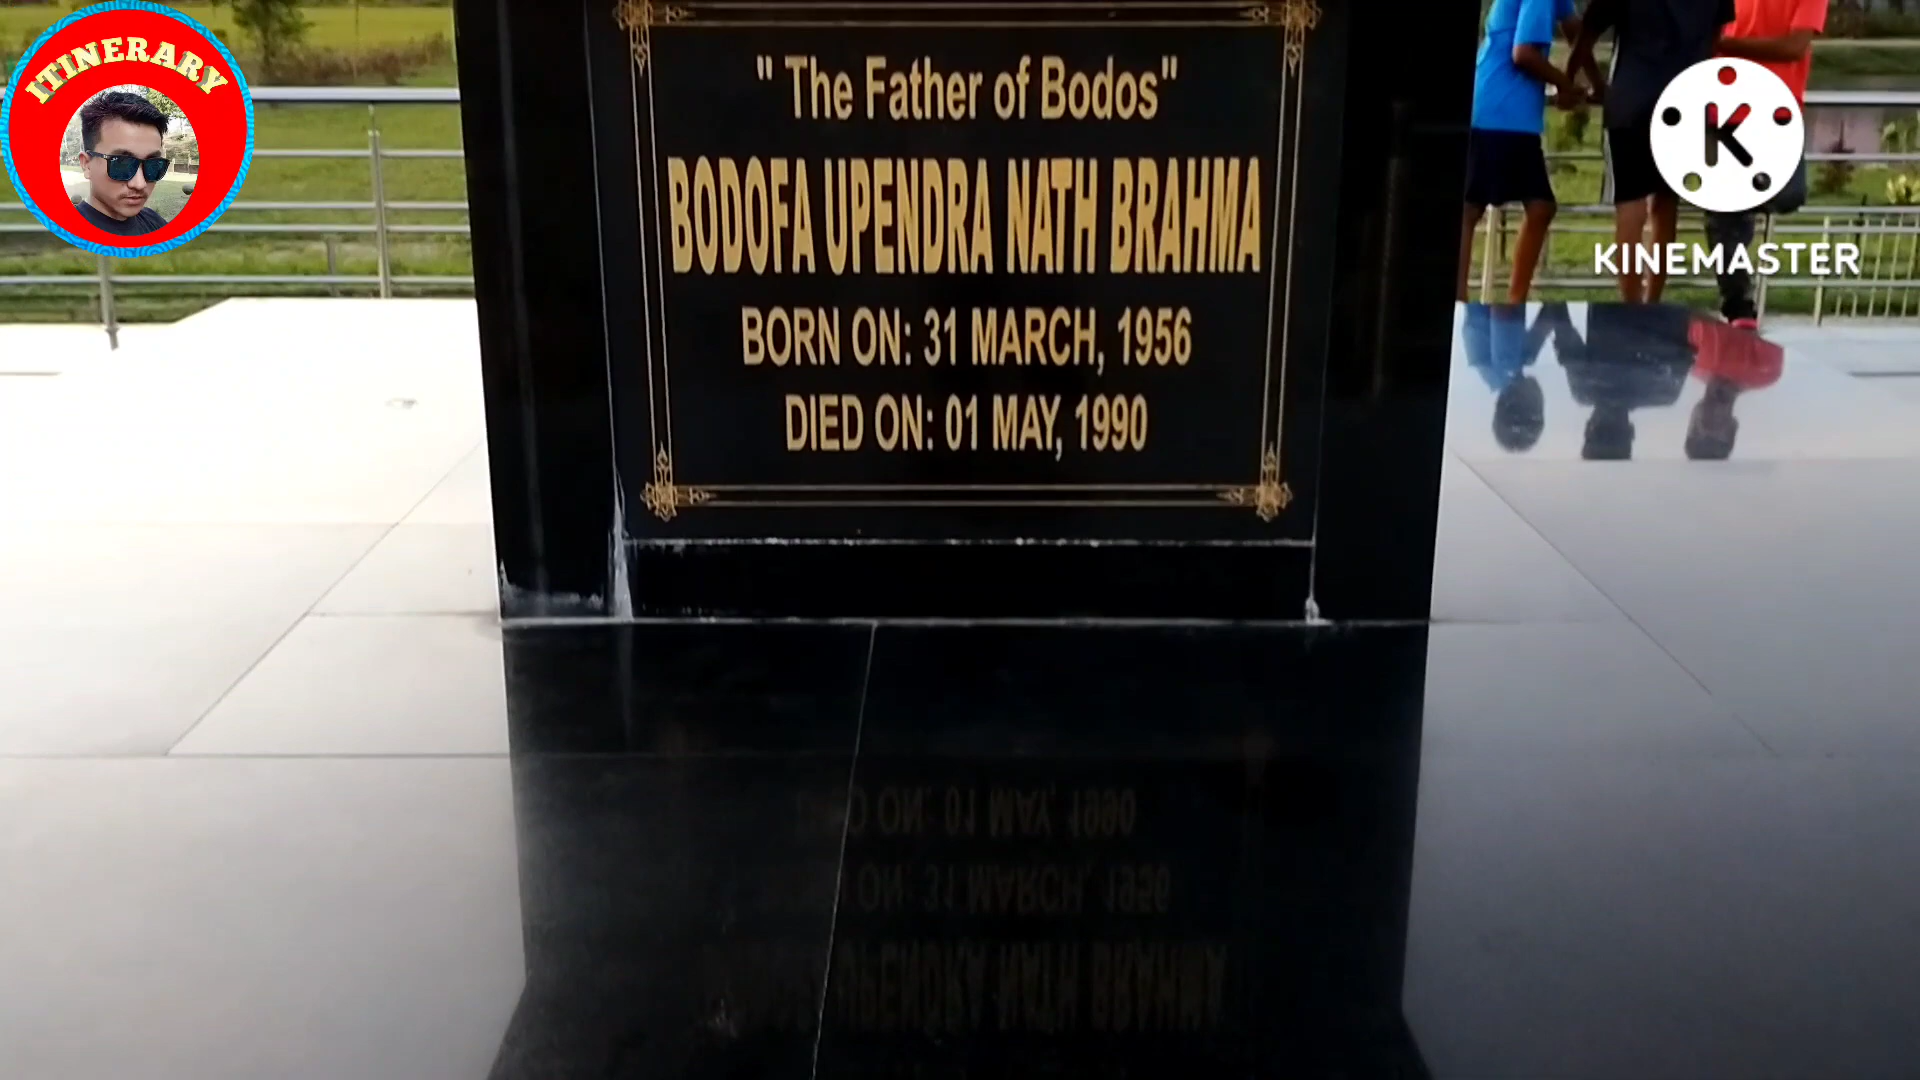 ITINERARY
" The Father of Bodos"
BODOFA UPENDRA NATH BRAHMA
BORN ON: 31 MARCH, 1956
DIED ON: 01 MAY, 1990
K
KINEMASTER